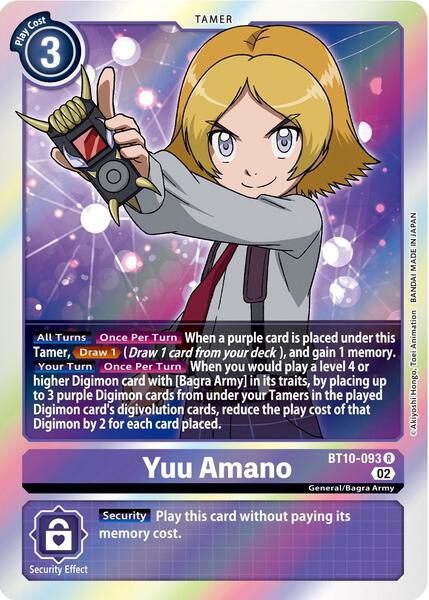 Play Cost
3
TAMER
All Turns Once Per Turn When a purple card is placed under this
Tamer, Draw 1 (Draw 1 card from your deck), and gain 1 memory.
Your Turn Once Per Turn When you would play a level 4 or
higher Digimon card with [Bagra Army] in its traits, by placing up
to 3 purple Digimon cards from under your Tamers in the played
Digimon card's digivolution cards, reduce the play cost of that
Digimon by 2 for each card placed.
©Akiyoshi Hongo, Toei Animation BANDAI MADE IN JAPAN
Yuu Amano
BT10-093 R
02
General/Bagra Army
Security Play this card without paying its
memory cost.
Security Effect